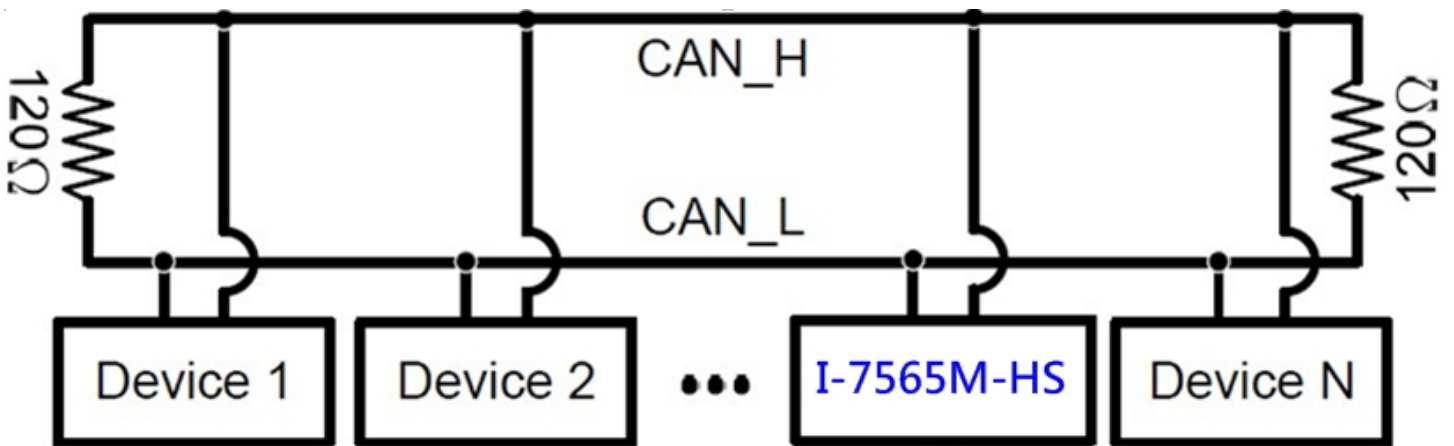 CAN_H
120Ω
120Ω
CAN_L
Device 1
Device 2
•••
I-7565M-HS
Device N